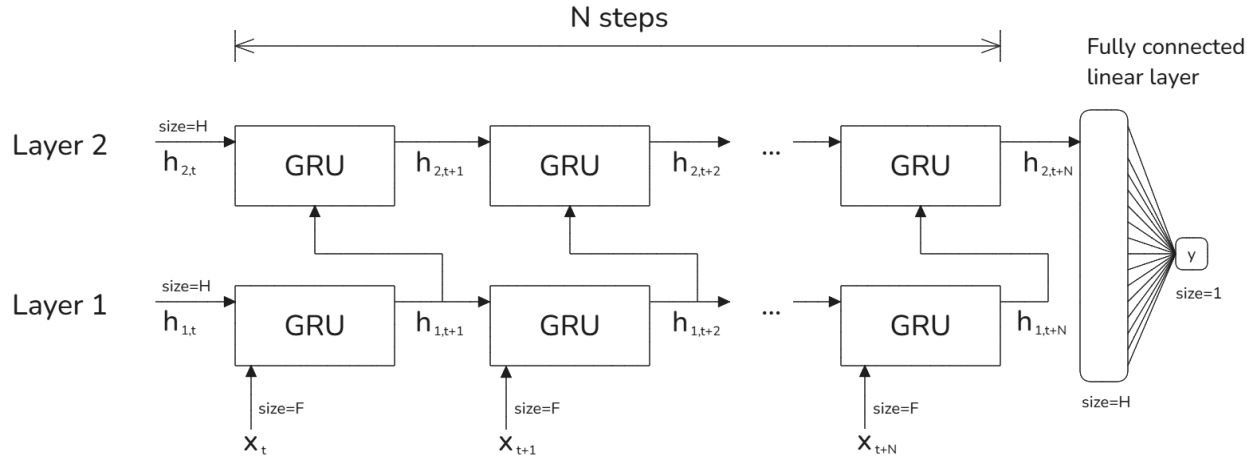 N steps
Fully connected
linear layer
Layer 2
size=H
h2,t
GRU
h2,t+1
GRU
h2,t+2
...
GRU
h2,t+N
y
size=1
Layer 1
size=H
h1,t
GRU
h1,t+1
GRU
h1,t+2
...
GRU
h1,t+N
size=H
size=F
xt
size=F
xt+1
size=F
xt+N